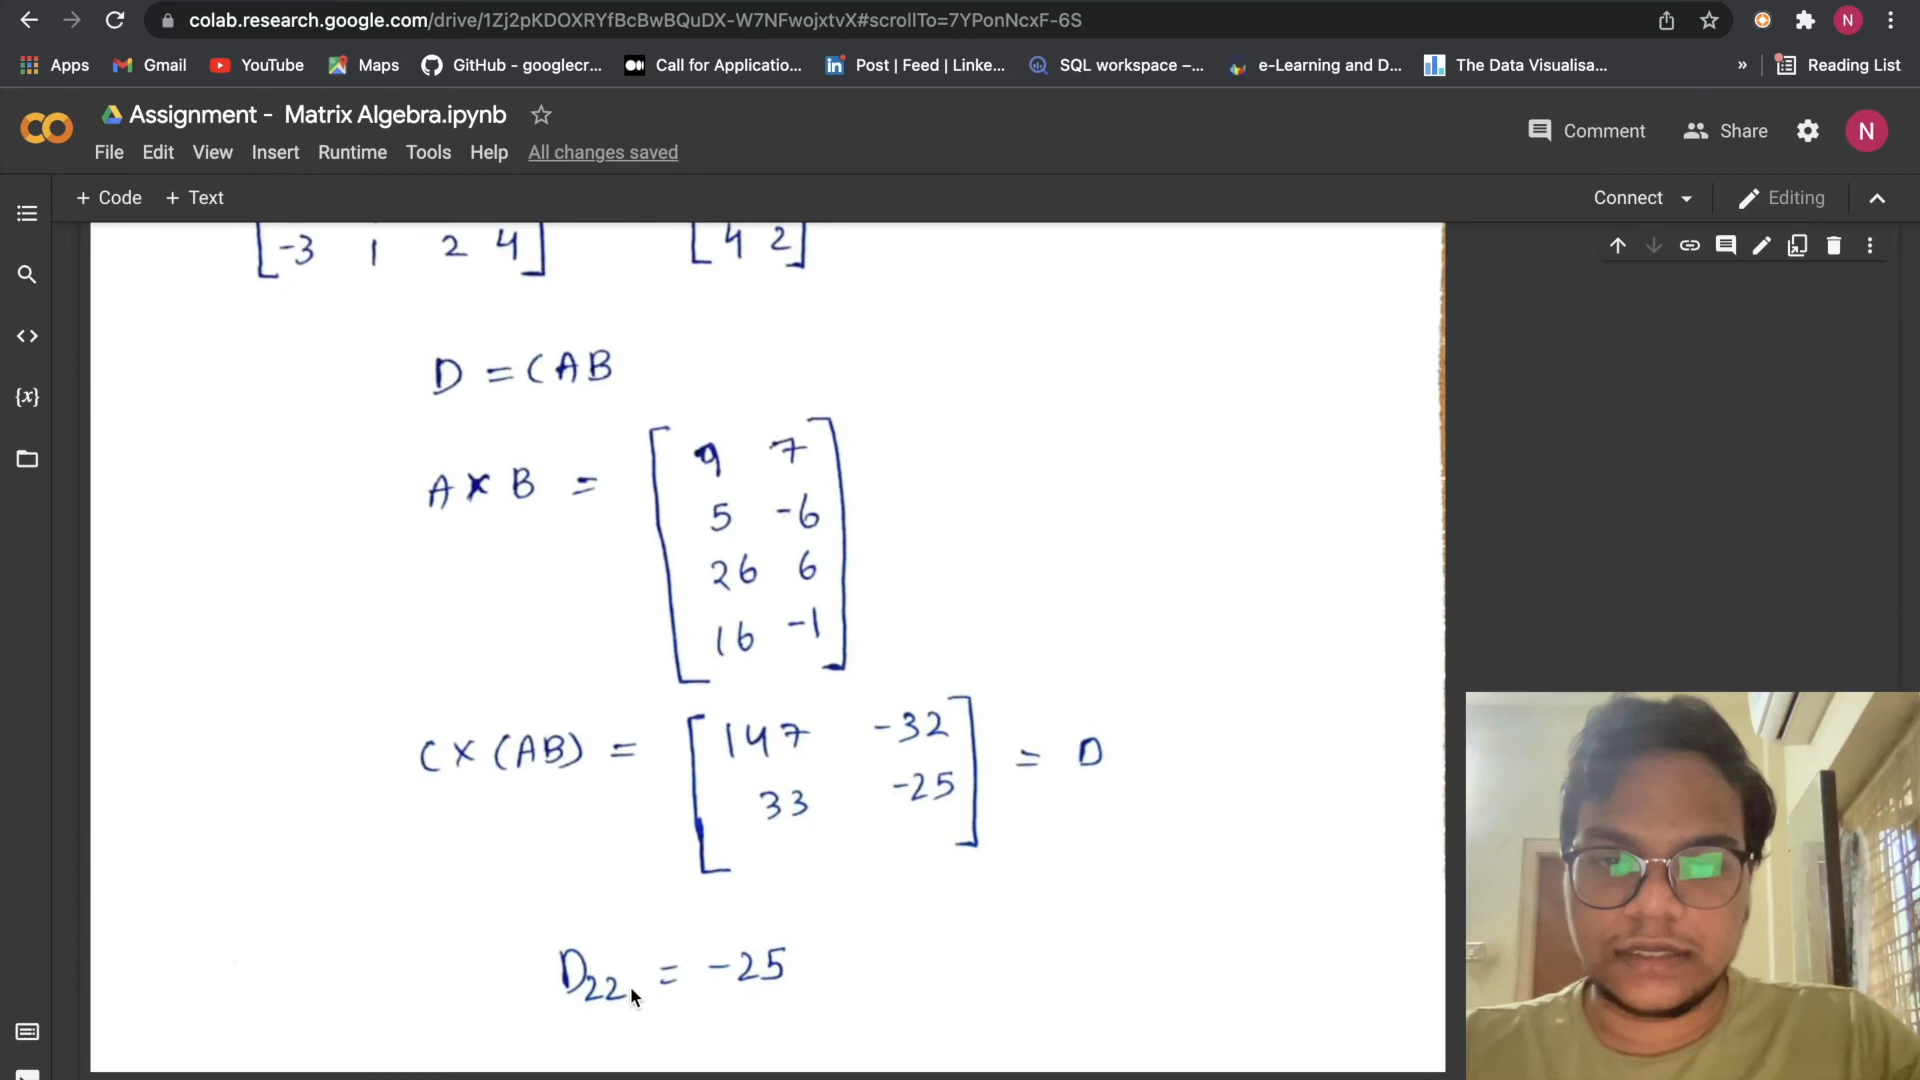 colab.research.google.com/drive/1Zj2pKDOXRYfBcBwBQuDX-W7NFwojxtvX#scrollTo=7YPonNcxF-6S N
Apps Gmail YouTube Maps GitHub - googlecr... Call for Applicatio... Post | Feed | Linke... SQL workspace –... e-Learning and D... The Data Visualisa... » Reading List
CO Assignment - Matrix Algebra.ipynb
Comment Share N
File Edit View Insert Runtime Tools Help All changes saved
+ Code + Text Connect Editing
[-3 1 2 4] [4 2]
D = CAB
A X B =
9 7
5 -6
26 6
16 -1
C X (AB) = = D
147 -32
33 -25
D22 = -25